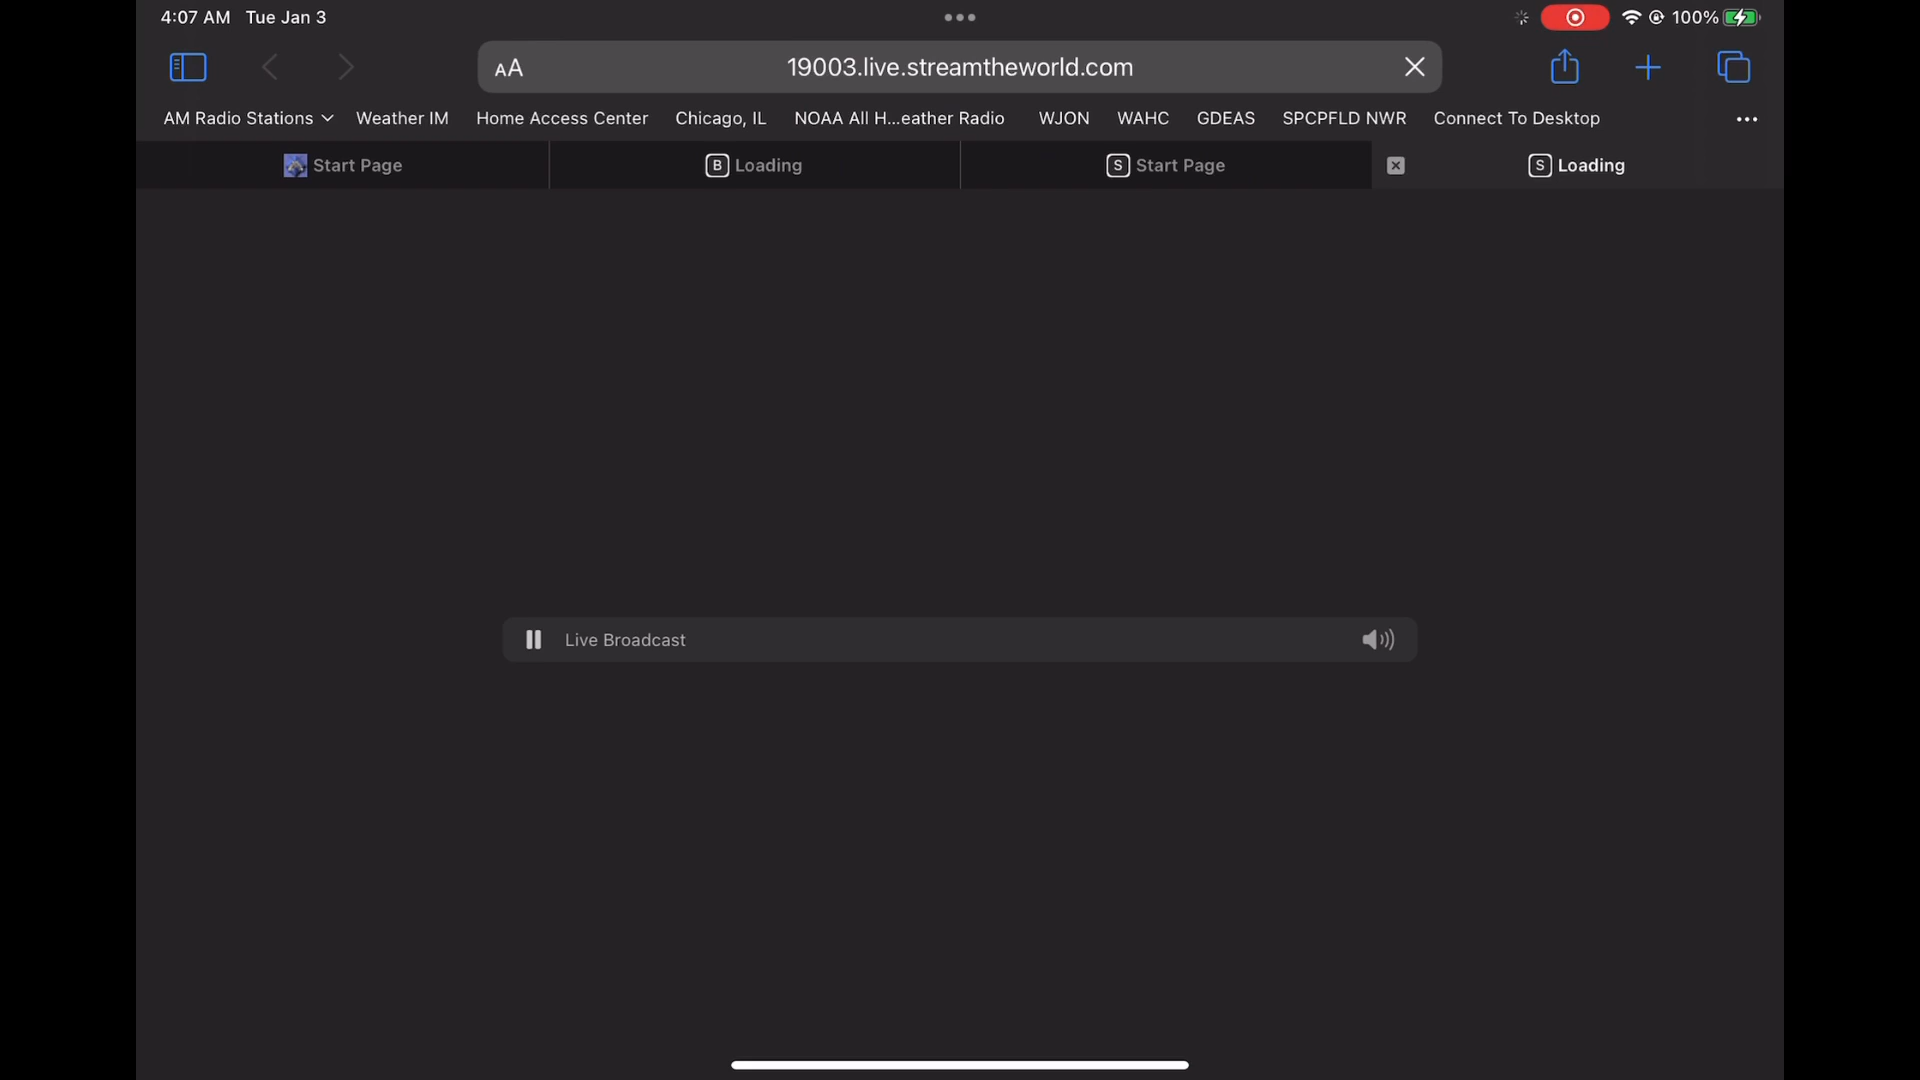 4:07 AM Tue Jan 3
100%
AA 19003.live.streamtheworld.com
AM Radio Stations Weather IM Home Access Center Chicago, IL NOAA All H...eather Radio WJON WAHC GDEAS SPCPFLD NWR Connect To Desktop
Start Page B Loading S Start Page S Loading
Live Broadcast